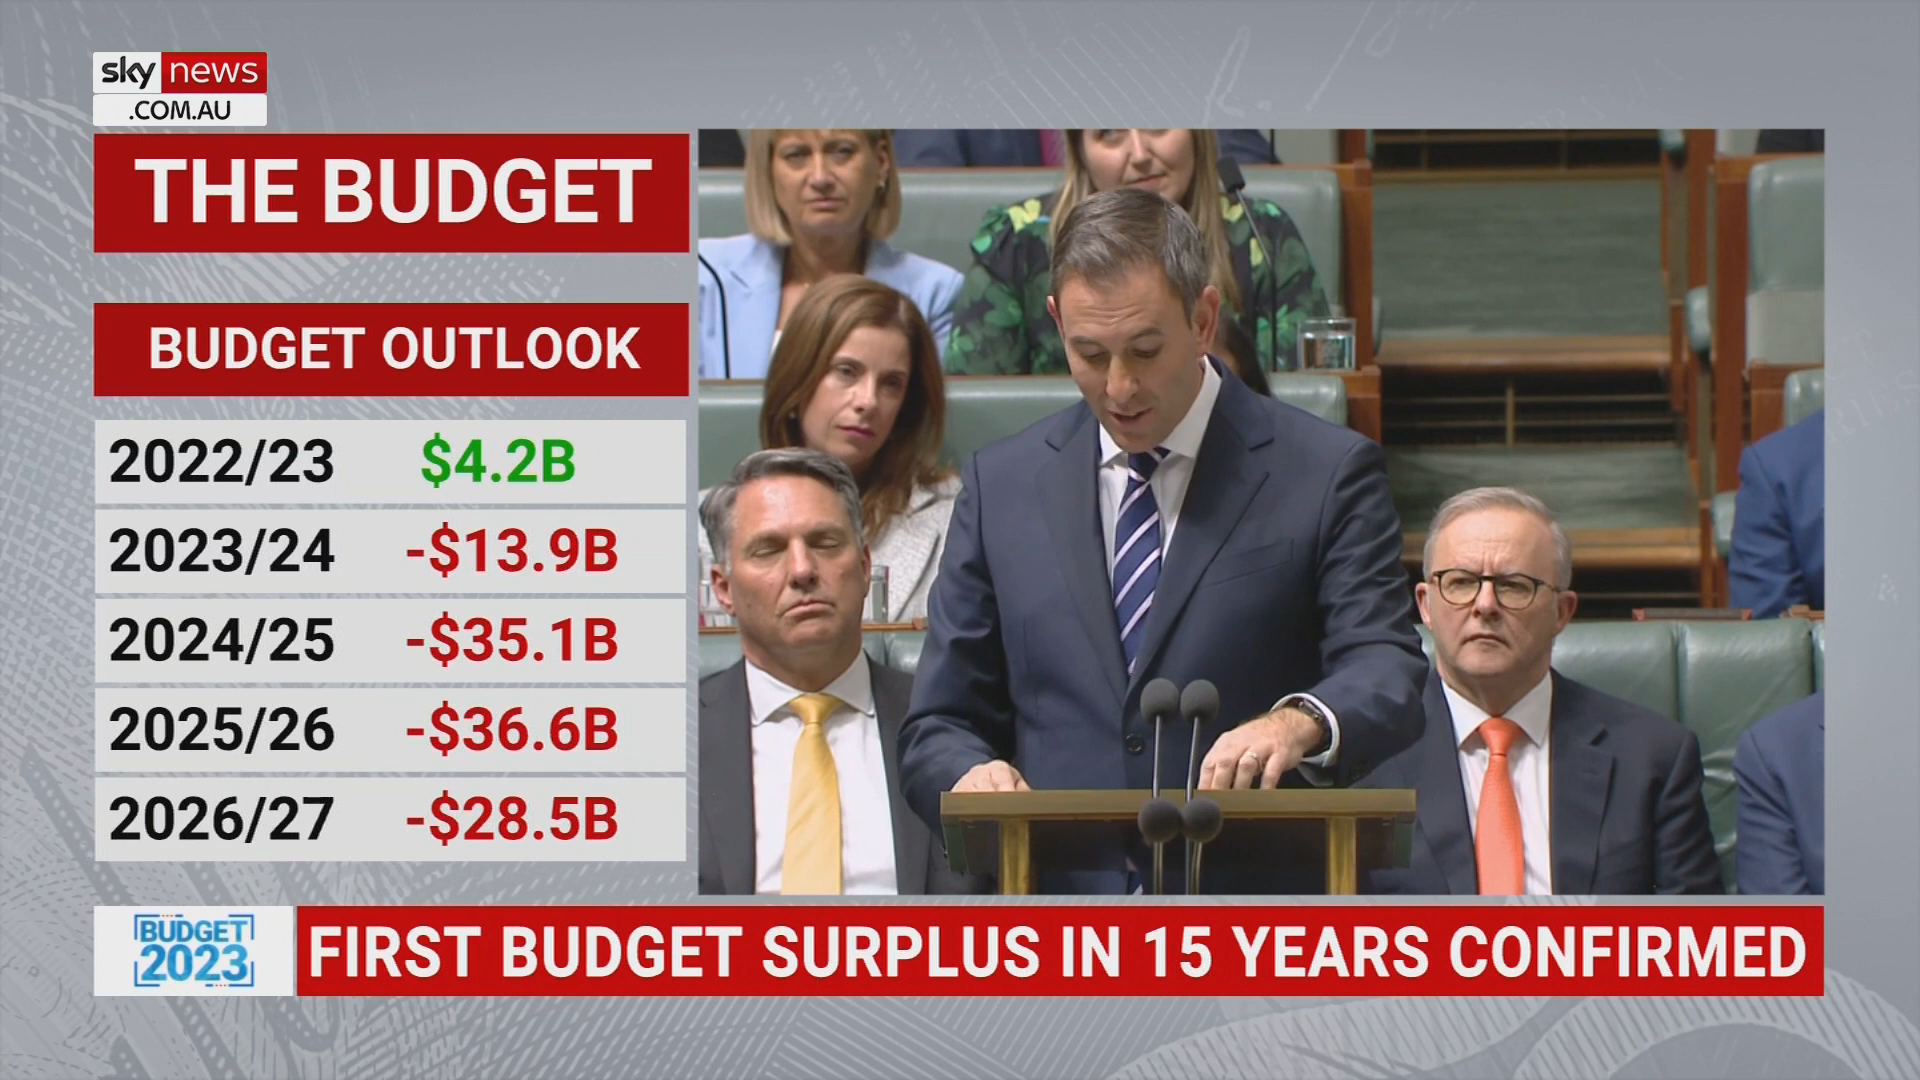 sky news
.COM.AU
THE BUDGET
BUDGET OUTLOOK
2022/23 $4.2B
2023/24 -$13.9B
2024/25 -$35.1B
2025/26 -$36.6B
2026/27 -$28.5B
BUDGET
2023
FIRST BUDGET SURPLUS IN 15 YEARS CONFIRMED